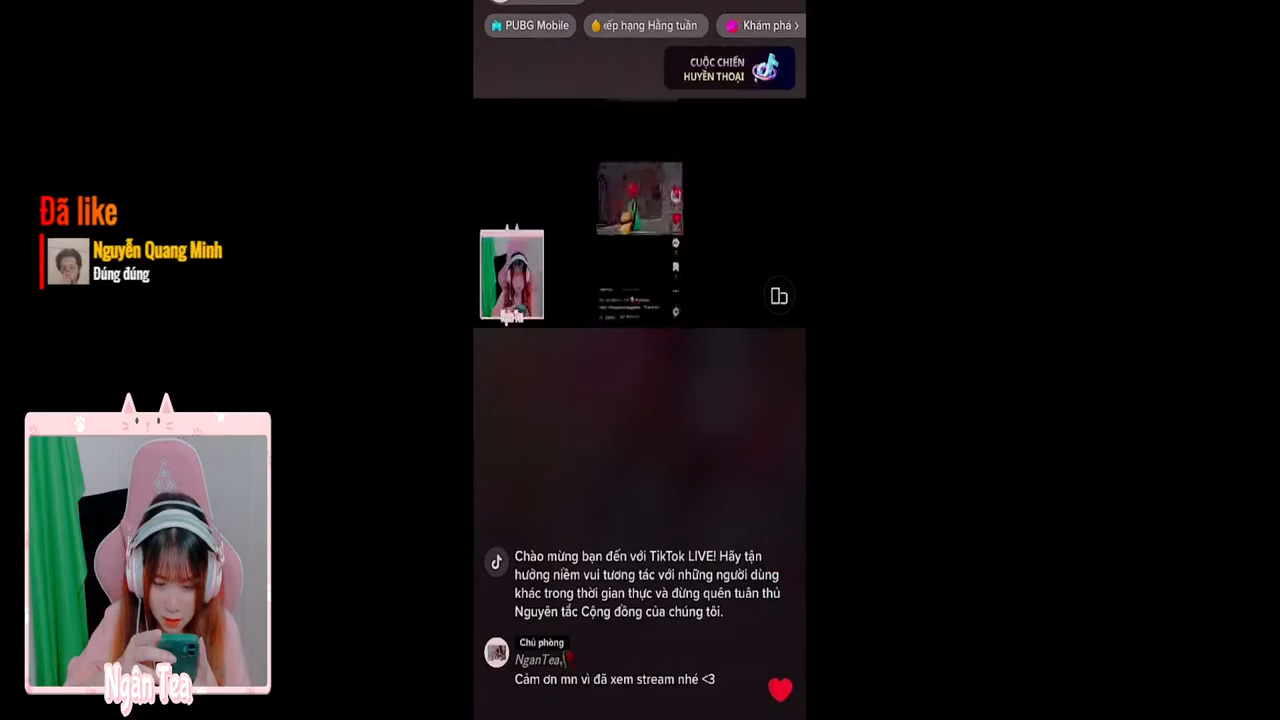 PUBG Mobile
ếp hạng Hằng tuần
Khám phá >
CUỘC CHIẾN
HUYỀN THOẠI
Đã like
Nguyễn Quang Minh
Đúng đúng
Ngân Tea
Chào mừng bạn đến với TikTok LIVE! Hãy tận
hưởng niềm vui tương tác với những người dùng
khác trong thời gian thực và đừng quên tuân thủ
Nguyên tắc Cộng đồng của chúng tôi.
Chủ phòng
NganTea
Cảm ơn mn vì đã xem stream nhé <3
Ngân Tea